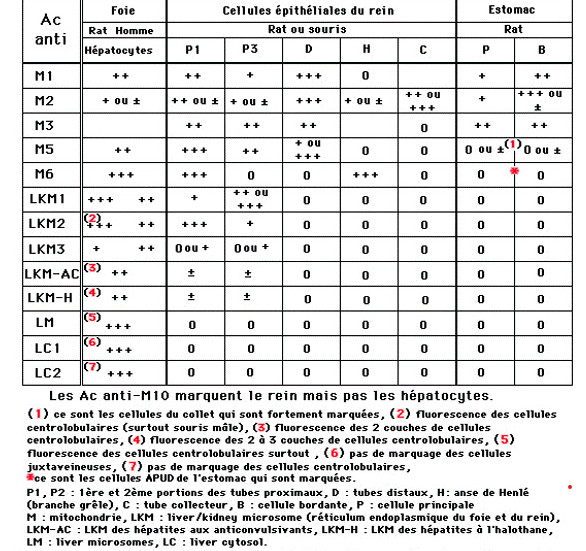 Ac anti Foie Cellules épithéliales du rein Estomac
Rat Homme Rat ou souris Rat
Hépatocytes P1 P3 D H C P B
M1 ++ ++ + +++ 0 + ++
M2 + ou ± ++ ou ± + ou ± +++ + ou ± ++ ou +++ + +++ ou ±
M3 ++ ++ ++ 0 ++ ++
M5 ++ +++ ++ + ou +++ 0 0 0 ou ± (1) 0 ou ±
M6 +++ +++ 0 0 +++ 0 0 * 0
LKM1 +++ ++ + ++ ou +++ 0 0 0 0 0
LKM2 (2) +++ ++ +++ + 0 0 0 0 0
LKM3 + ++ 0 ou + 0 ou + 0 0 0 0 0
LKM-AC (3) ++ ± ± 0 0 0 0 0
LKM-H (4) ++ ± ± 0 0 0 0 0
LM (5) +++ 0 0 0 0 0 0 0
LC1 (6) +++ 0 0 0 0 0 0 0
LC2 (7) +++ 0 0 0 0 0 0 0
Les Ac anti-M10 marquent le rein mais pas les hépatocytes.
(1) ce sont les cellules du collet qui sont fortement marquées, (2) fluorescence des cellules
centrolobulaires (surtout souris mâle), (3) fluorescence des 2 couches de cellules
centrolobulaires, (4) fluorescence des 2 à 3 couches de cellules centrolobulaires, (5)
fluorescence des cellules centrolobulaires surtout , (6) pas de marquage des cellules
juxtaveineuses, (7) pas de marquage des cellules centrolobulaires,
*ce sont les cellules APUD de l'estomac qui sont marquées.
P1, P2 : 1ère et 2ème portions des tubes proximaux, D : tubes distaux, H: anse de Henlé
(branche grêle), C : tube collecteur, B : cellule bordante, P : cellule principale
M : mitochondrie, LKM : liver/kidney microsome (réticulum endoplasmique du foie et du rein),
LKM-AC : LKM des hépatites aux anticonvulsivants, LKM-H : LKM des hépatites à l'halothane,
LM : liver microsomes, LC : liver cytosol.